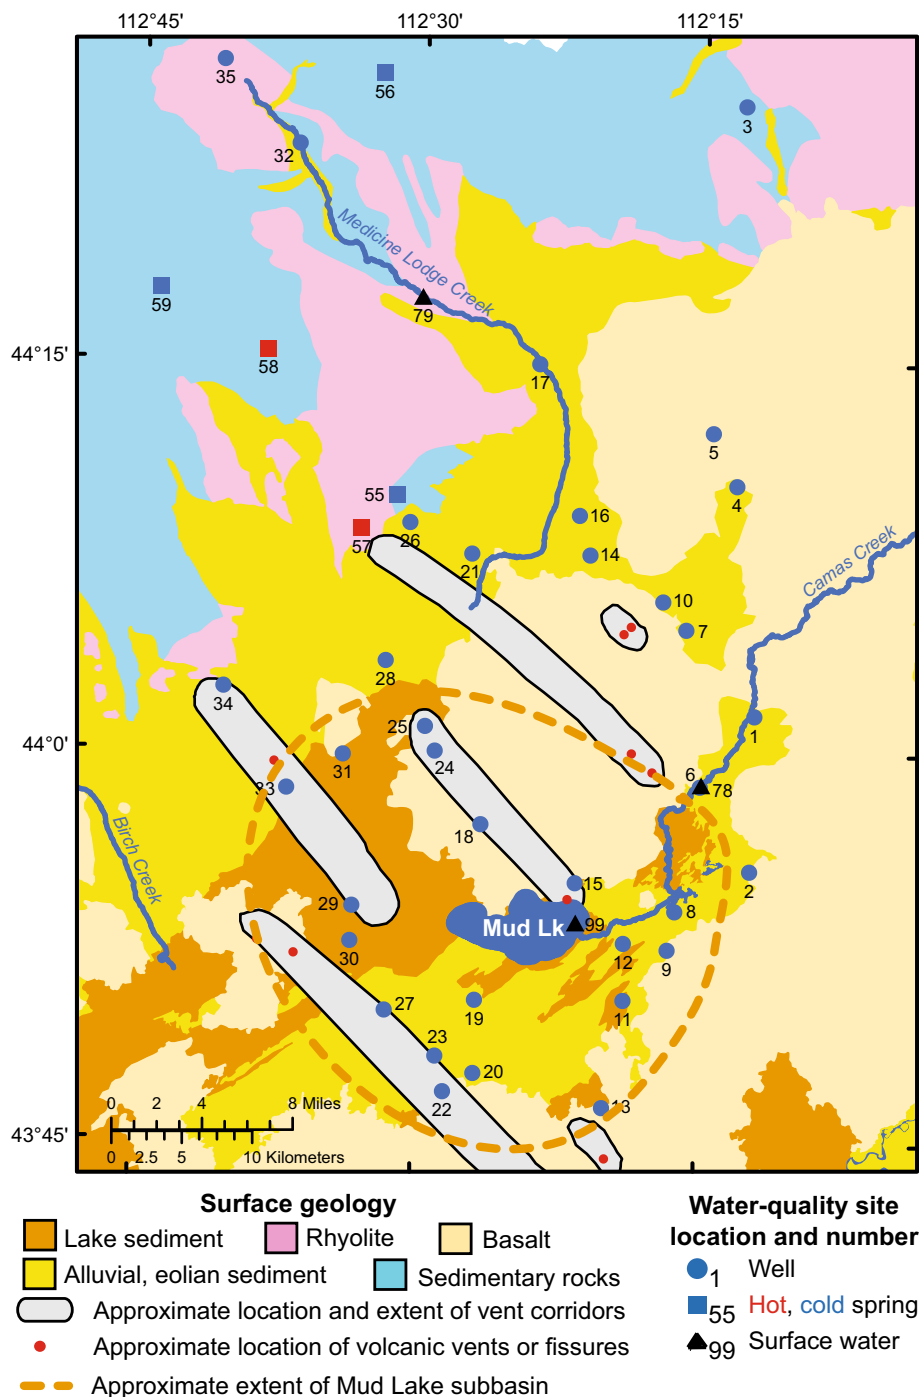 112°45' 112°30' 112°15'
35
56
3
32
Medicine Lodge Creek
59
79
44°15'
58
17
5
55
4
16
26
57
21
14
Camas Creek
10
7
28
34
25
1
44°0'
31
24
6
78
33
18
Birch Creek
15
2
29
8
Mud Lk
99
30
12
9
27
19
11
23
20
22
13
0 2 4 8 Miles
43°45'
0 2.5 5 10 Kilometers
Surface geology
Lake sediment Rhyolite Basalt
Alluvial, eolian sediment Sedimentary rocks
Approximate location and extent of vent corridors
Approximate location of volcanic vents or fissures
Approximate extent of Mud Lake subbasin
Water-quality site
location and number
1 Well
55 Hot, cold spring
99 Surface water